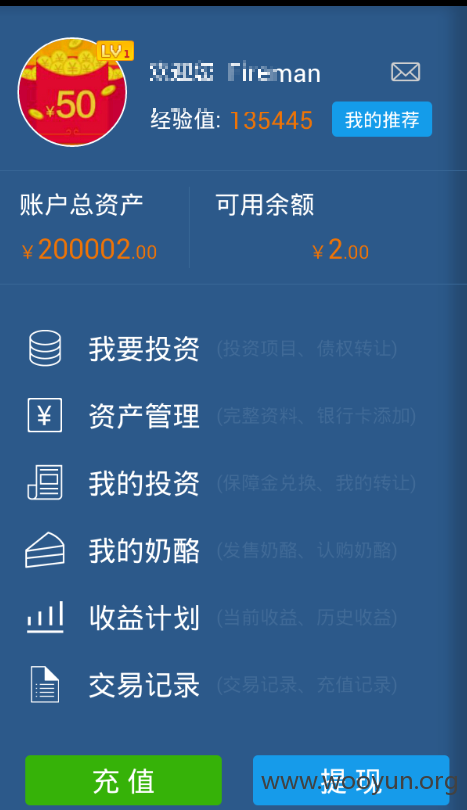 LV1
¥50
Fireman
经验值: 135445
我的推荐
账户总资产
可用余额
¥200002.00
¥2.00
我要投资 (投资项目、债权转让)
资产管理 (完整资料、银行卡添加)
我的投资 (保障金兑换、我的转让)
我的奶酪 (发售奶酪、认购奶酪)
收益计划 (当前收益、历史收益)
交易记录 (交易记录、充值记录)
充值
提现
www.wooyun.org